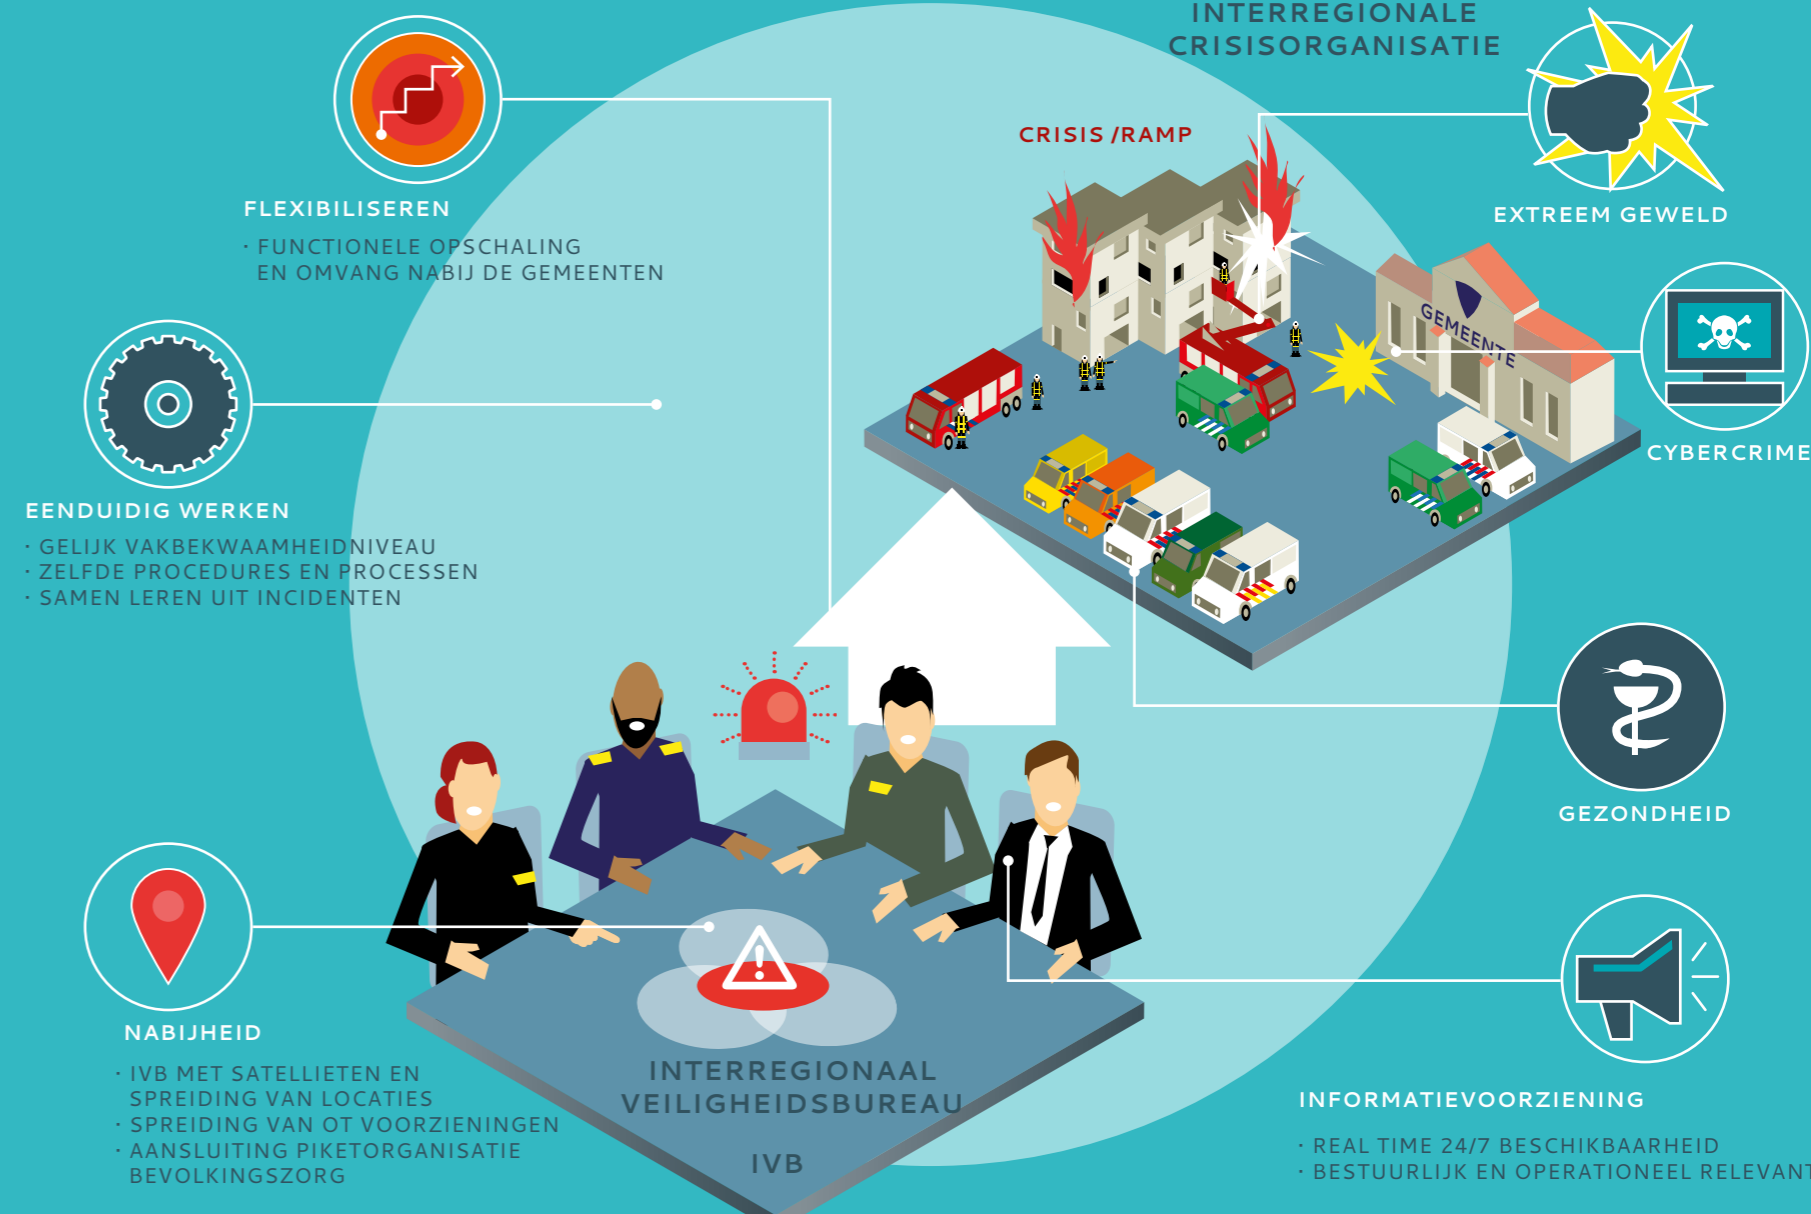 INTERREGIONALE
CRISISORGANISATIE
CRISIS /RAMP
FLEXIBILISEREN
· FUNCTIONELE OPSCHALING
EN OMVANG NABIJ DE GEMEENTEN
EXTREEM GEWELD
GEMEENTE
CYBERCRIME
EENDUIDIG WERKEN
· GELIJK VAKBEKWAAMHEIDNIVEAU
· ZELFDE PROCEDURES EN PROCESSEN
· SAMEN LEREN UIT INCIDENTEN
GEZONDHEID
NABIJHEID
· IVB MET SATELLIETEN EN
SPREIDING VAN LOCATIES
· SPREIDING VAN OT VOORZIENINGEN
· AANSLUITING PIKETORGANISATIE
BEVOLKINGSZORG
INTERREGIONAAL
VEILIGHEIDSBUREAU
IVB
INFORMATIEVOORZIENING
· REAL TIME 24/7 BESCHIKBAARHEID
· BESTUURLIJK EN OPERATIONEEL RELEVANT